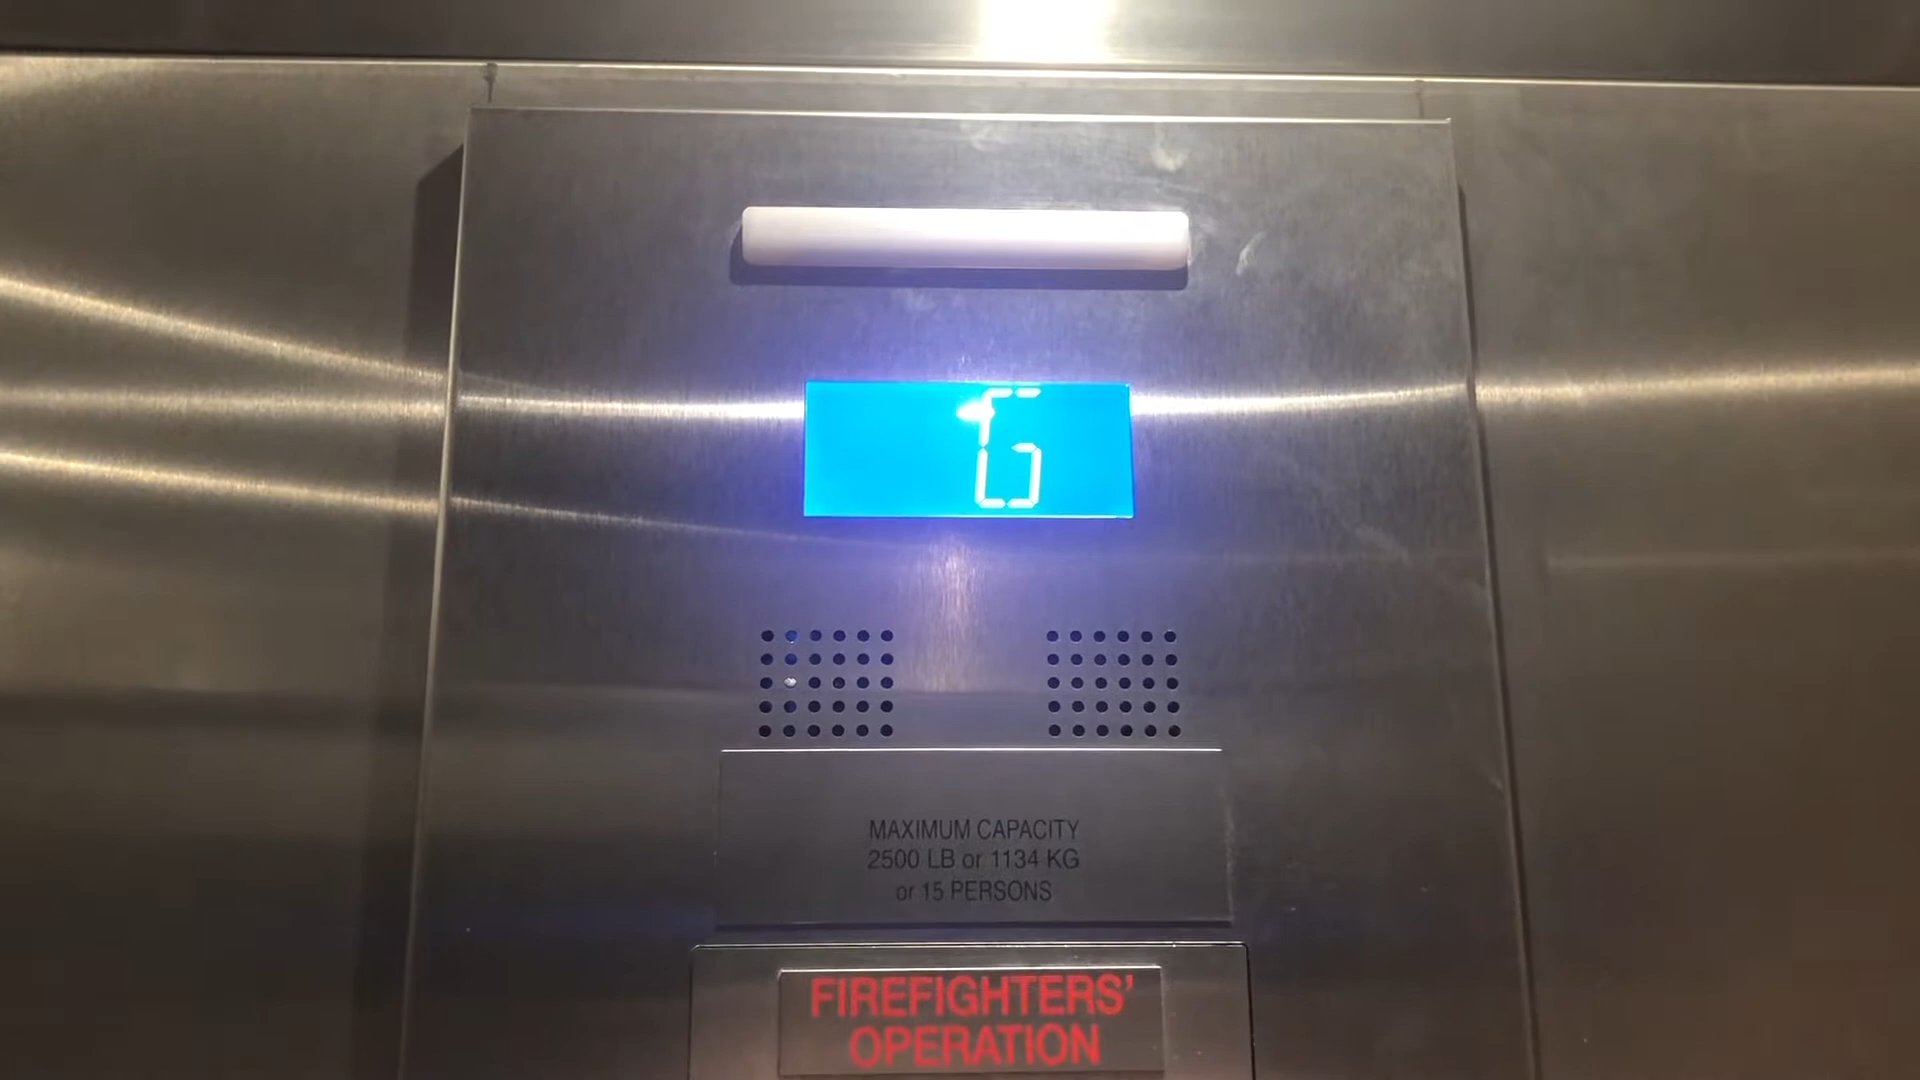 G
MAXIMUM CAPACITY
2500 LB or 1134 KG
or 15 PERSONS
FIREFIGHTERS'
OPERATION